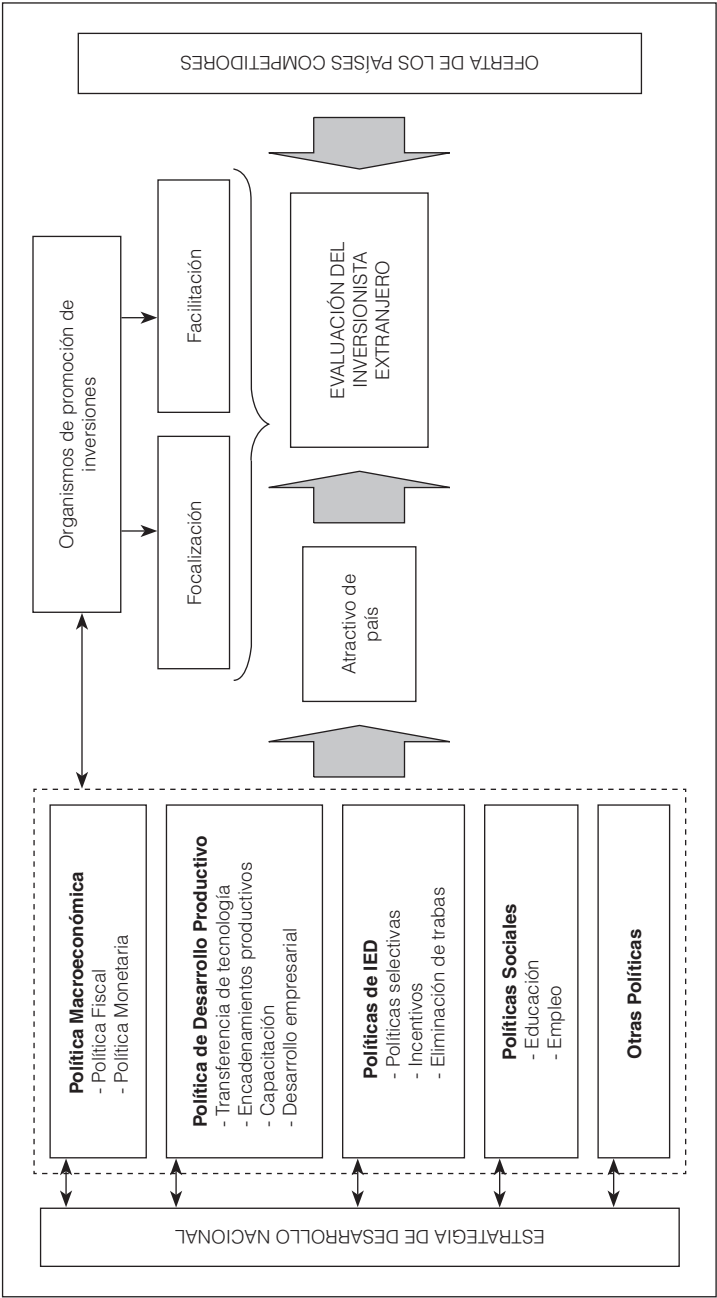 ESTRATEGIA DE DESARROLLO NACIONAL
Política Macroeconómica
- Política Fiscal
- Política Monetaria
Política de Desarrollo Productivo
- Transferencia de tecnología
- Encadenamientos productivos
- Capacitación
- Desarrollo empresarial
Políticas de IED
- Políticas selectivas
- Incentivos
- Eliminación de trabas
Políticas Sociales
- Educación
- Empleo
Otras Políticas
Organismos de promoción de
inversiones
Focalización
Facilitación
Atractivo de
país
EVALUACIÓN DEL
INVERSIONISTA
EXTRANJERO
OFERTA DE LOS PAÍSES COMPETIDORES